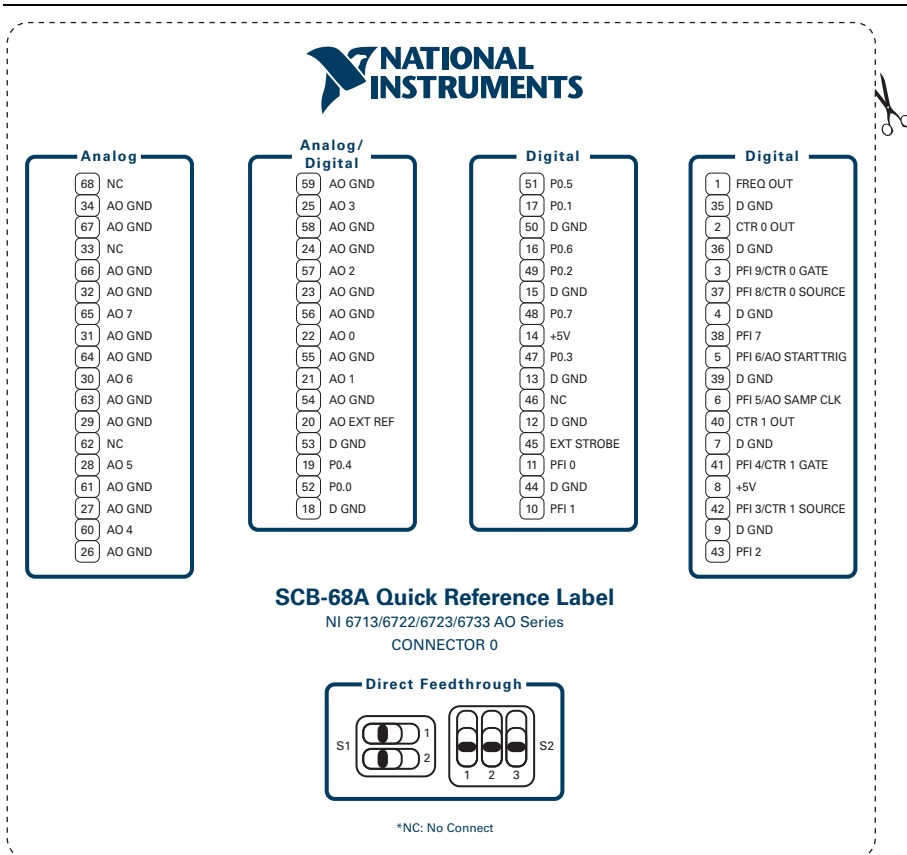 NATIONAL
INSTRUMENTS
Analog
68 NC
34 AO GND
67 AO GND
33 NC
66 AO GND
32 AO GND
65 AO 7
31 AO GND
64 AO GND
30 AO 6
63 AO GND
29 AO GND
62 NC
28 AO 5
61 AO GND
27 AO GND
60 AO 4
26 AO GND
Analog/
Digital
59 AO GND
25 AO 3
58 AO GND
24 AO GND
57 AO 2
23 AO GND
56 AO GND
22 AO 0
55 AO GND
21 AO 1
54 AO GND
20 AO EXT REF
53 D GND
19 P0.4
52 P0.0
18 D GND
Digital
51 P0.5
17 P0.1
50 D GND
16 P0.6
49 P0.2
15 D GND
48 P0.7
14 +5V
47 P0.3
13 D GND
46 NC
12 D GND
45 EXT STROBE
11 PFI 0
44 D GND
10 PFI 1
Digital
1 FREQ OUT
35 D GND
2 CTR 0 OUT
36 D GND
3 PFI 9/CTR 0 GATE
37 PFI 8/CTR 0 SOURCE
4 D GND
38 PFI 7
5 PFI 6/AO START TRIG
39 D GND
6 PFI 5/AO SAMP CLK
40 CTR 1 OUT
7 D GND
41 PFI 4/CTR 1 GATE
8 +5V
42 PFI 3/CTR 1 SOURCE
9 D GND
43 PFI 2
SCB-68A Quick Reference Label
NI 6713/6722/6723/6733 AO Series
CONNECTOR 0
Direct Feedthrough
S1 1
2
S2
1 2 3
*NC: No Connect